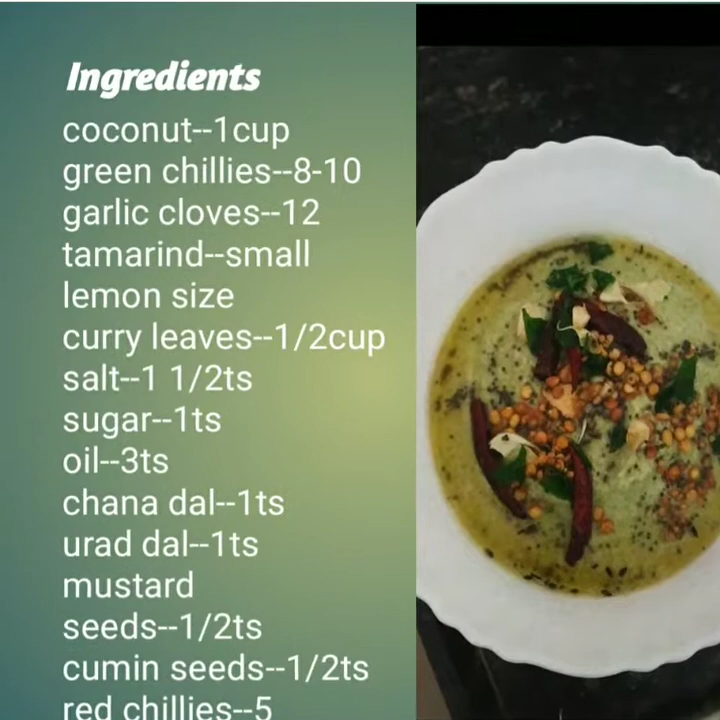 Ingredients
coconut--1cup
green chillies--8-10
garlic cloves--12
tamarind--small
lemon size
curry leaves--1/2cup
salt--1 1/2ts
sugar--1ts
oil--3ts
chana dal--1ts
urad dal--1ts
mustard
seeds--1/2ts
cumin seeds--1/2ts
red chillies--5